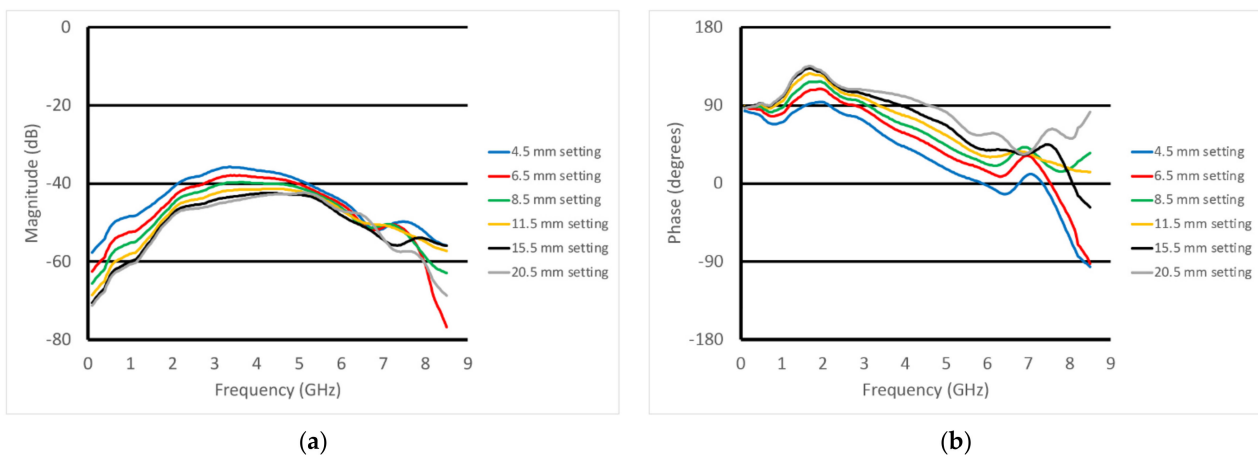 0
-20
-40
-60
-80
Magnitude (dB)
0 1 2 3 4 5 6 7 8 9
Frequency (GHz)
4.5 mm setting
6.5 mm setting
8.5 mm setting
11.5 mm setting
15.5 mm setting
20.5 mm setting
(a)
180
90
0
-90
-180
Phase (degrees)
0 1 2 3 4 5 6 7 8 9
Frequency (GHz)
4.5 mm setting
6.5 mm setting
8.5 mm setting
11.5 mm setting
15.5 mm setting
20.5 mm setting
(b)